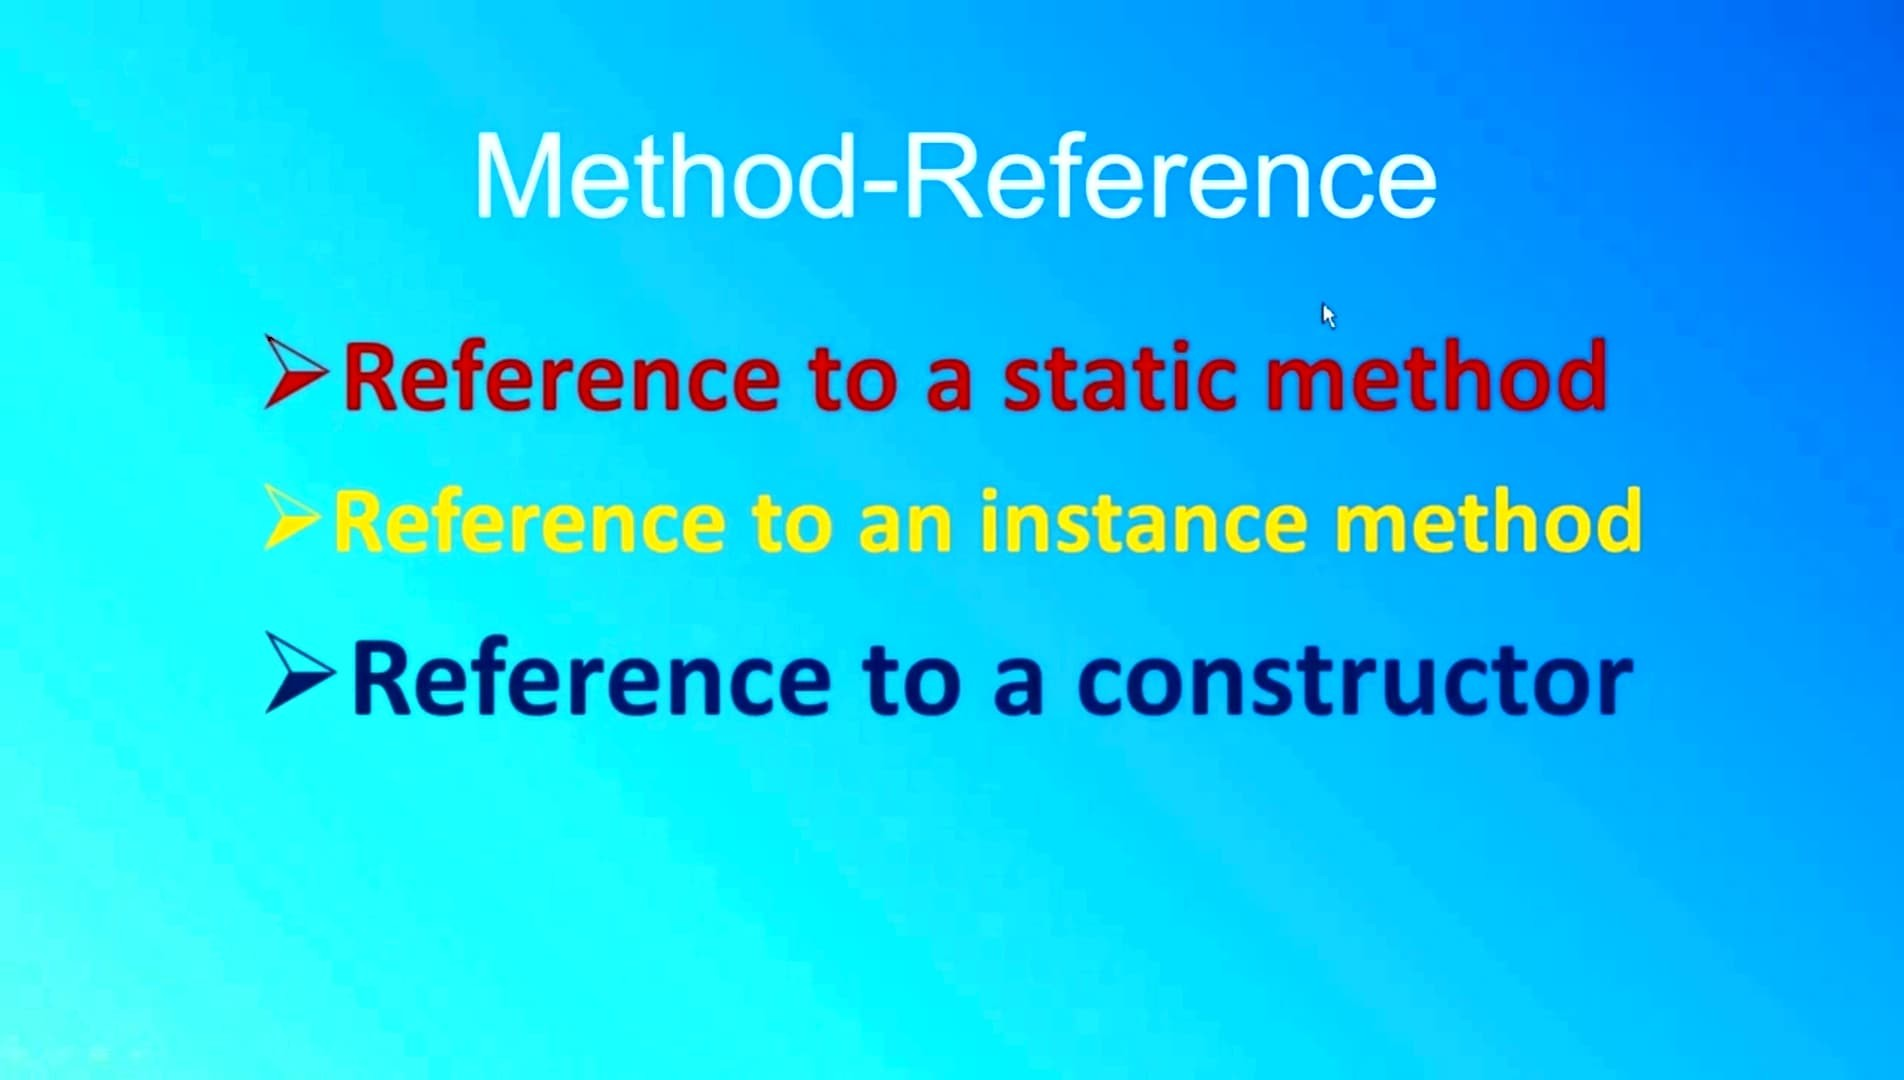 Method-Reference
➢Reference to a static method
➢Reference to an instance method
➢Reference to a constructor